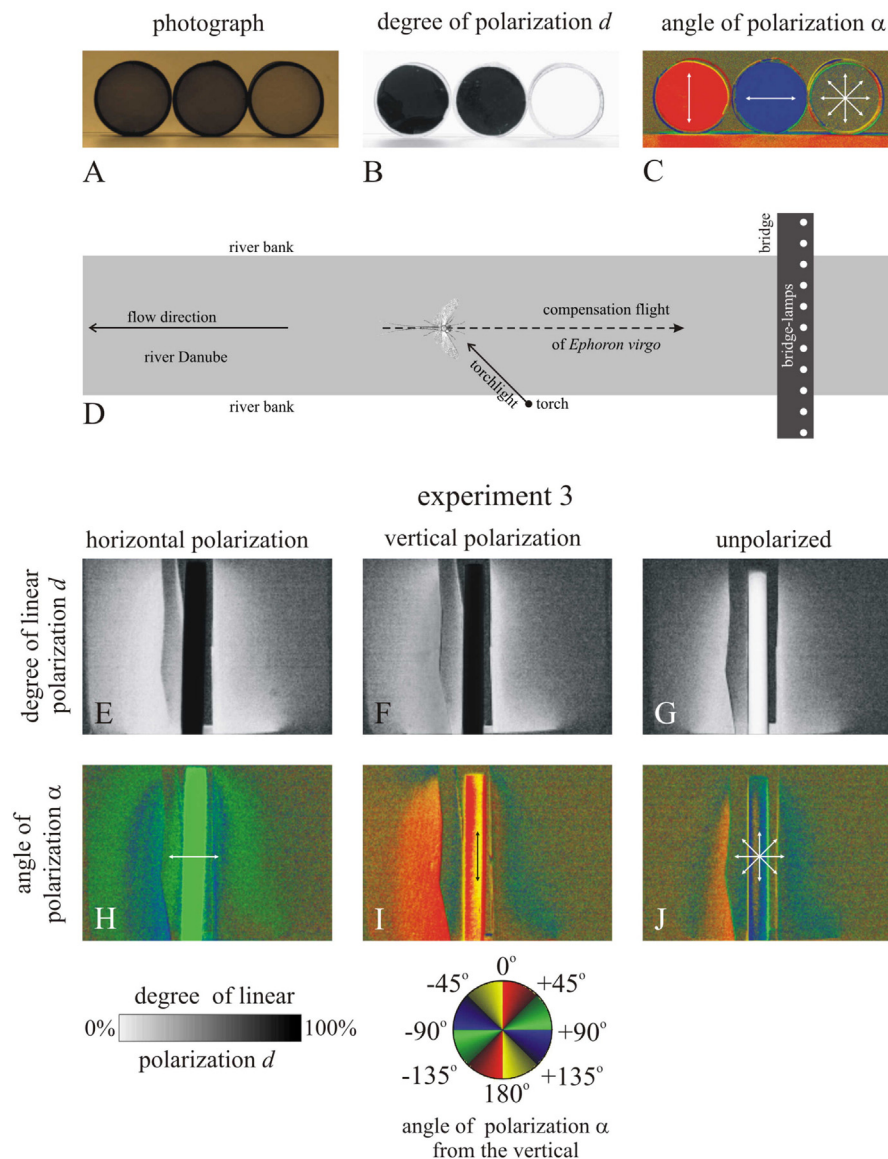 photograph
degree of polarization d
angle of polarization α
A
B
C
river bank
bridge
flow direction
compensation flight
river Danube
of Ephoron virgo
torchlight
torch
bridge-lamps
river bank
D
experiment 3
horizontal polarization
vertical polarization
unpolarized
degree of linear
polarization d
E
F
G
angle of
polarization α
H
I
J
degree of linear
0%
100%
polarization d
0°
-45°
+45°
-90°
+90°
-135°
+135°
180°
angle of polarization α
from the vertical